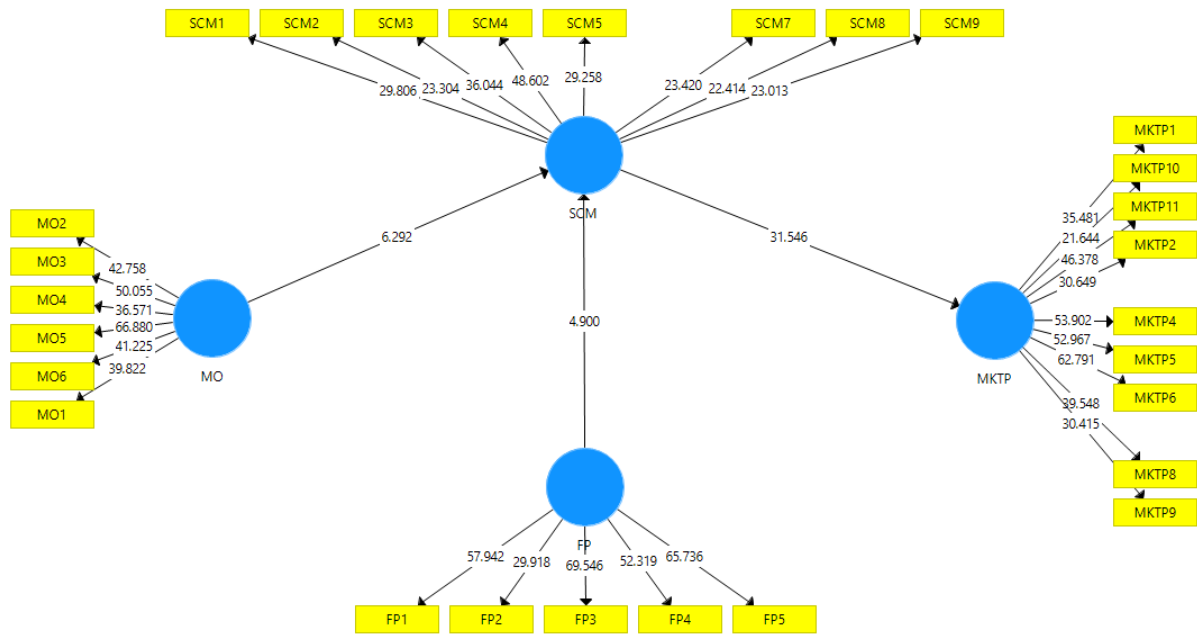 SCM1 SCM2 SCM3 SCM4 SCM5 SCM7 SCM8 SCM9
29.806 23.304 36.044 48.602 29.258 23.420 22.414 23.013
SCM
MKTP1
MKTP10
MKTP11
MKTP2
MKTP4
MKTP5
MKTP6
MKTP8
MKTP9
35.481
21.644
46.378
30.649
53.902
52.967
62.791
39.548
30.415
MKTP
6.292
31.546
4.900
MO2
MO3
MO4
MO5
MO6
MO1
42.758
50.055
36.571
66.880
41.225
39.822
MO
FP
57.942 29.918 69.546 52.319 65.736
FP1 FP2 FP3 FP4 FP5